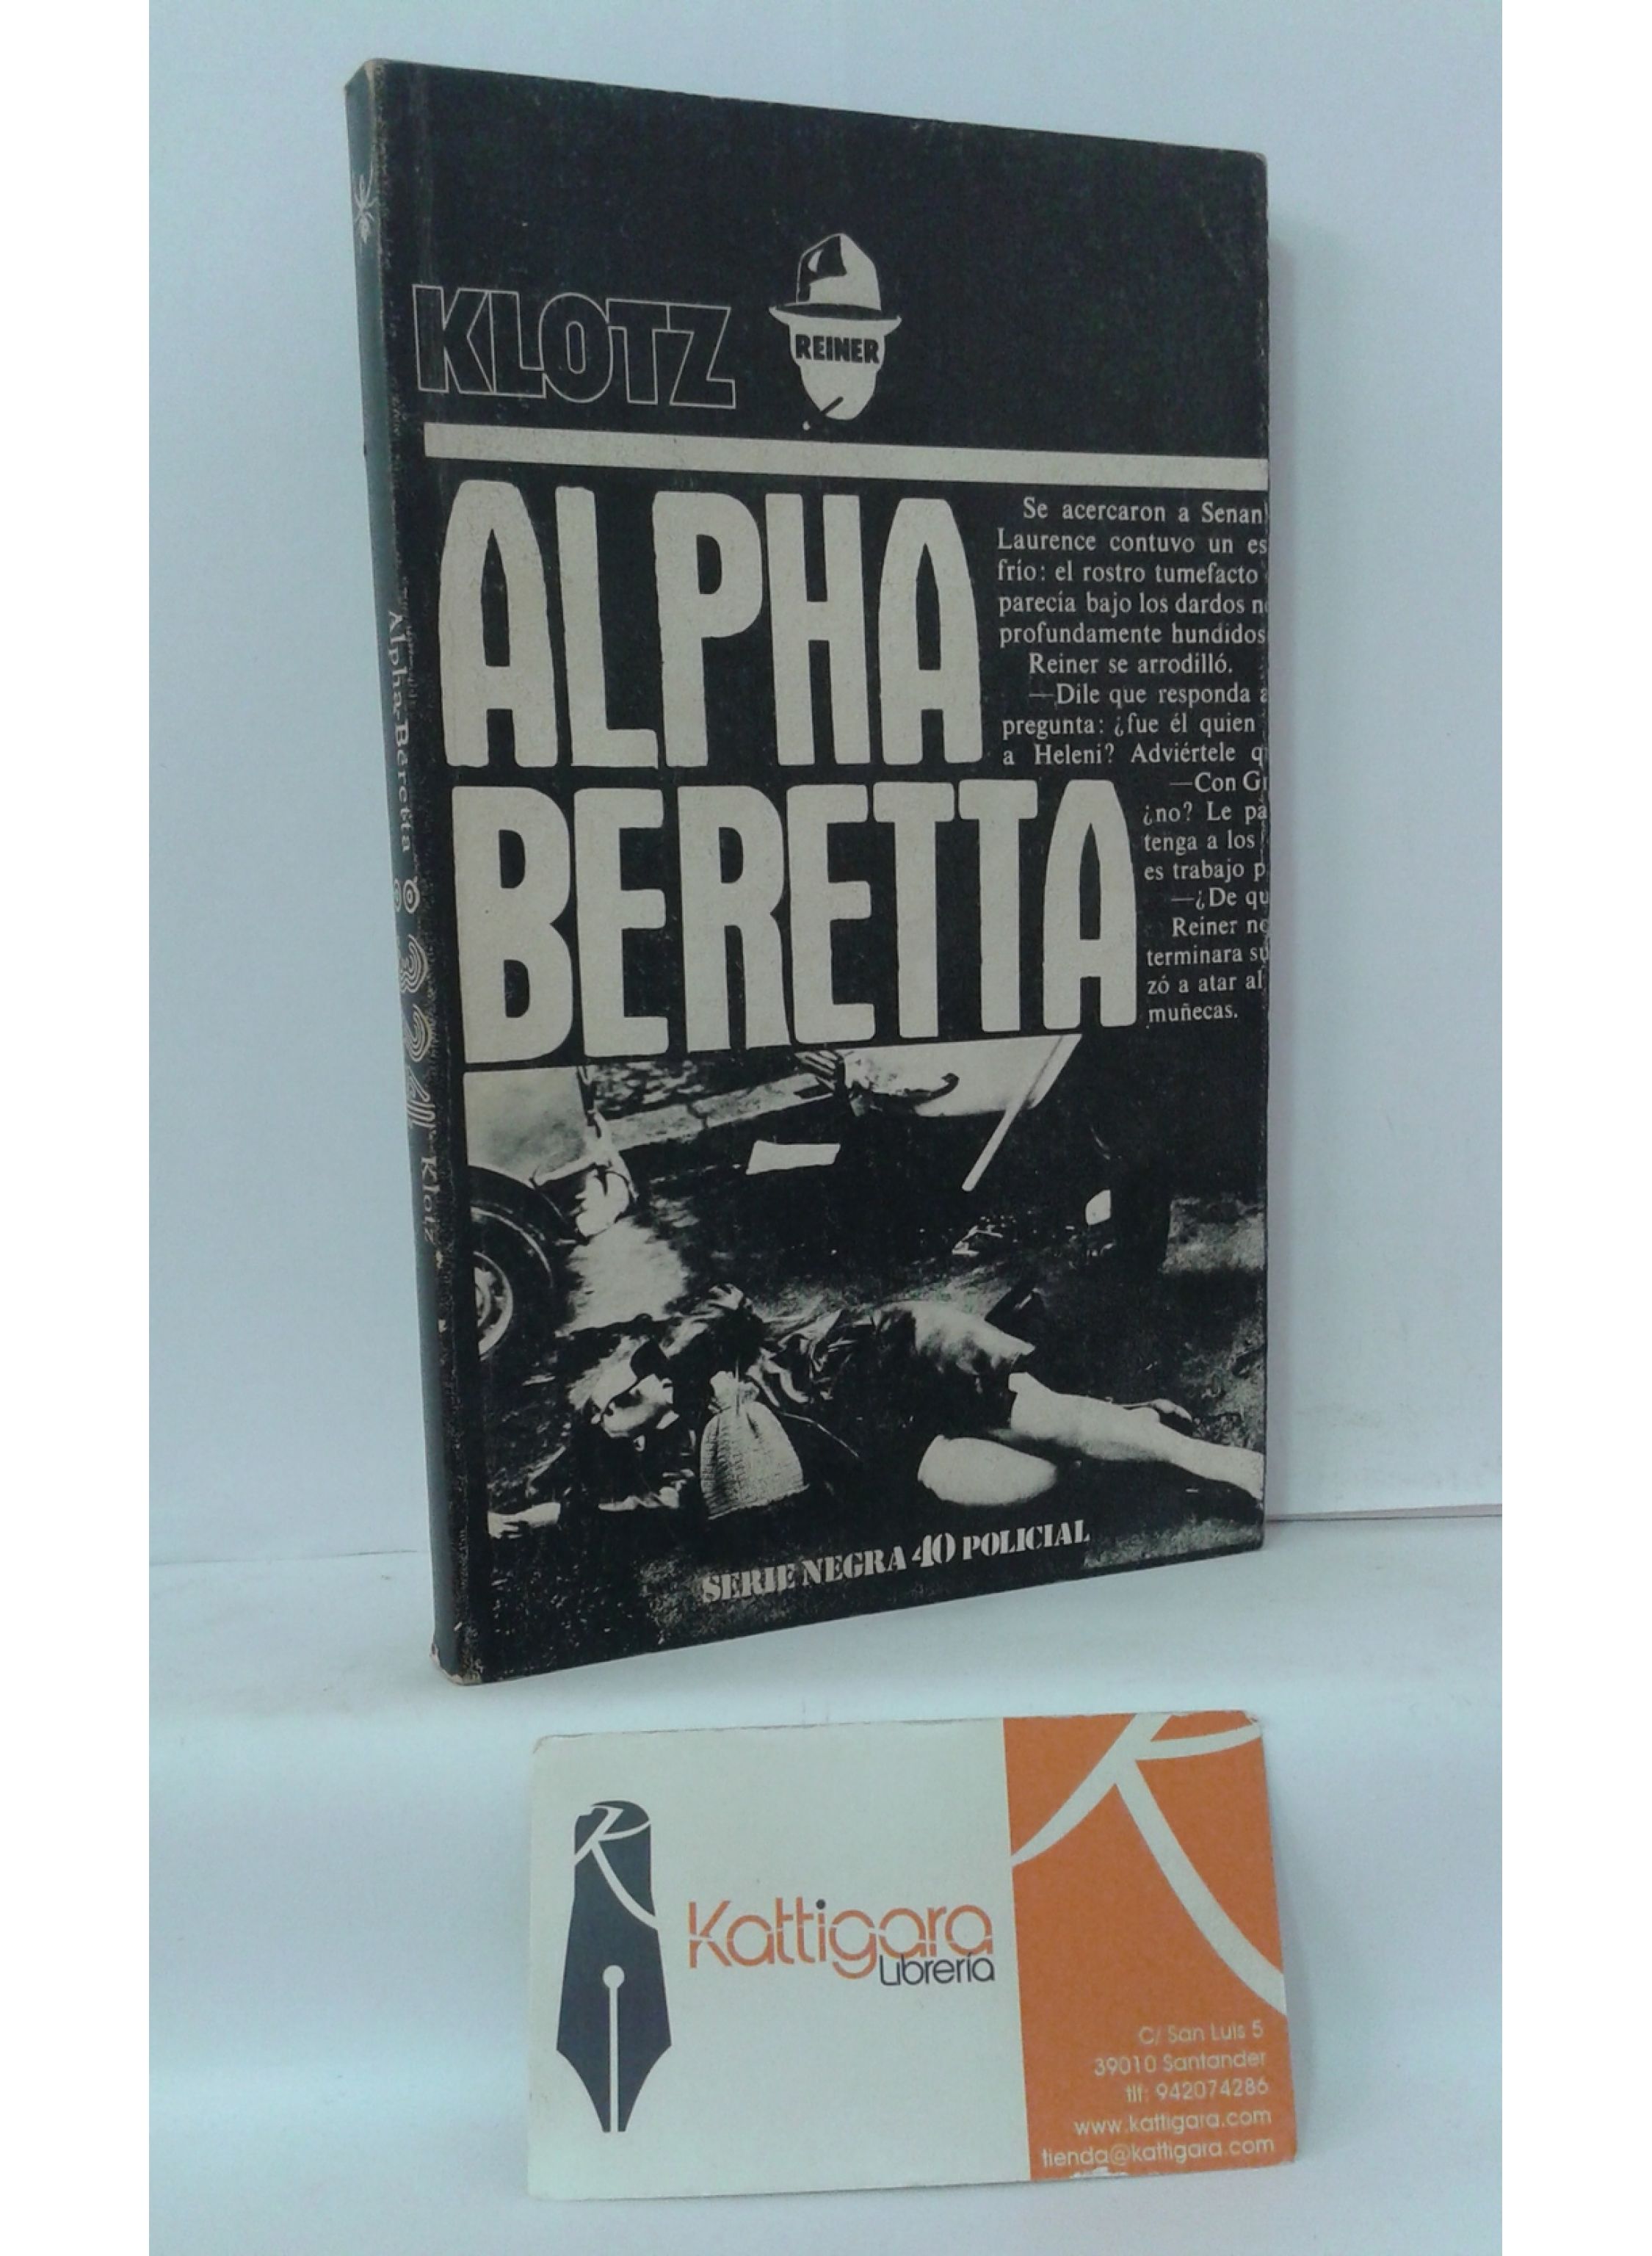 KLOTZ
REINER
ALPHA
BERETTA
Se acercaron a Senan
Laurence contuvo un es
frío: el rostro tumefacto
parecía bajo los dardos
profundamente hundidos
Reiner se arrodilló.
—Dile que responda a
pregunta: ¿fue él quien
a Heleni? Adviértele q
—Con G
¿no? Le pa
tenga a los
es trabajo p
—¿De qu
Reiner
terminara su
zó a atar al
muñecas.
SERIE NEGRA 40 POLICIAL
Alpha-Beretta
Klotz
Kattigara
Librería
C/ San Luis 5
39010 Santander
tlf: 942074286
www.kattigara.com
tienda@kattigara.com